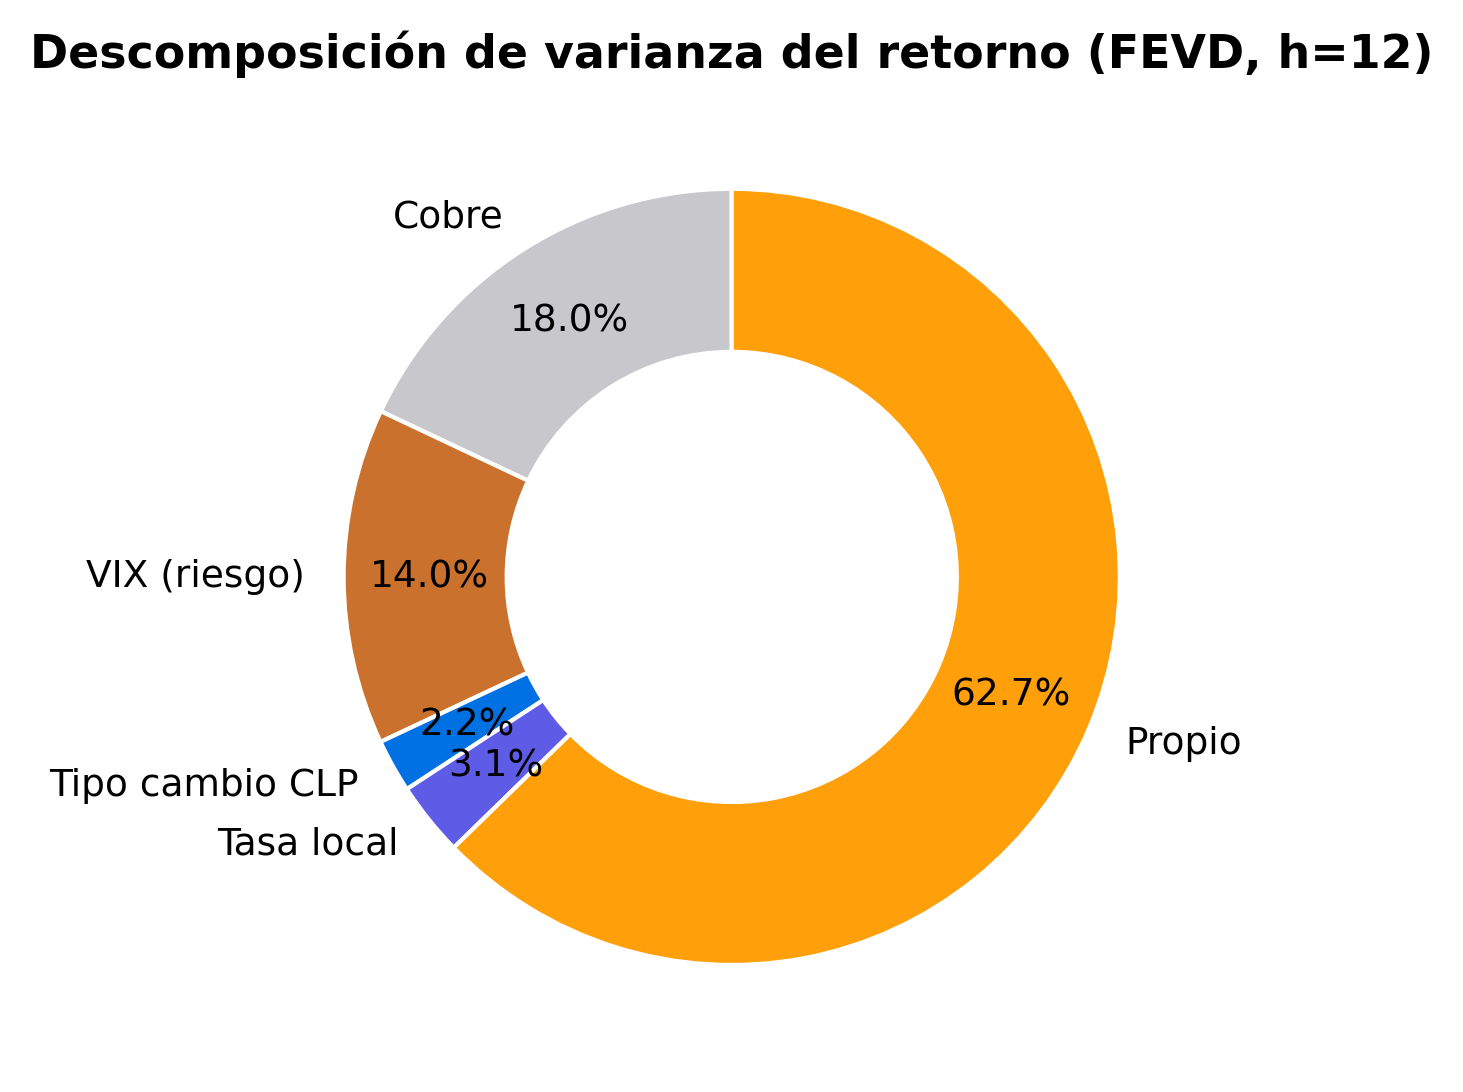 Descomposición de varianza del retorno (FEVD, h=12)
Cobre
18.0%
VIX (riesgo)
14.0%
2.2%
Tipo cambio CLP
3.1%
Tasa local
62.7%
Propio